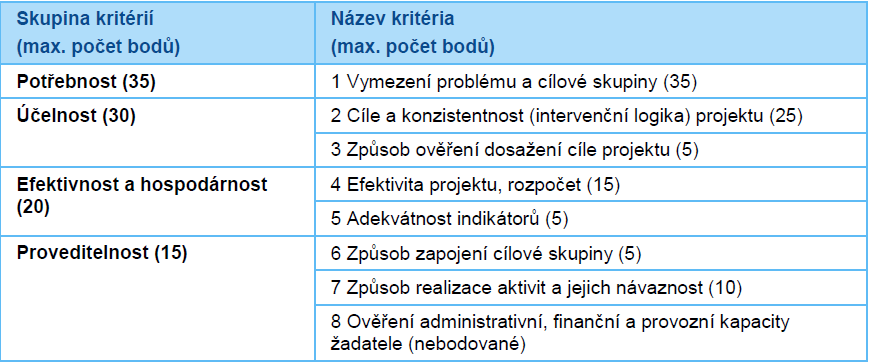 Skupina kritérií
(max. počet bodů)
Název kritéria
(max. počet bodů)
Potřebnost (35)
1 Vymezení problému a cílové skupiny (35)
Účelnost (30)
2 Cíle a konzistentnost (intervenční logika) projektu (25)
3 Způsob ověření dosažení cíle projektu (5)
Efektivnost a hospodárnost
(20)
4 Efektivita projektu, rozpočet (15)
5 Adekvátnost indikátorů (5)
Proveditelnost (15)
6 Způsob zapojení cílové skupiny (5)
7 Způsob realizace aktivit a jejich návaznost (10)
8 Ověření administrativní, finanční a provozní kapacity
žadatele (nebodované)